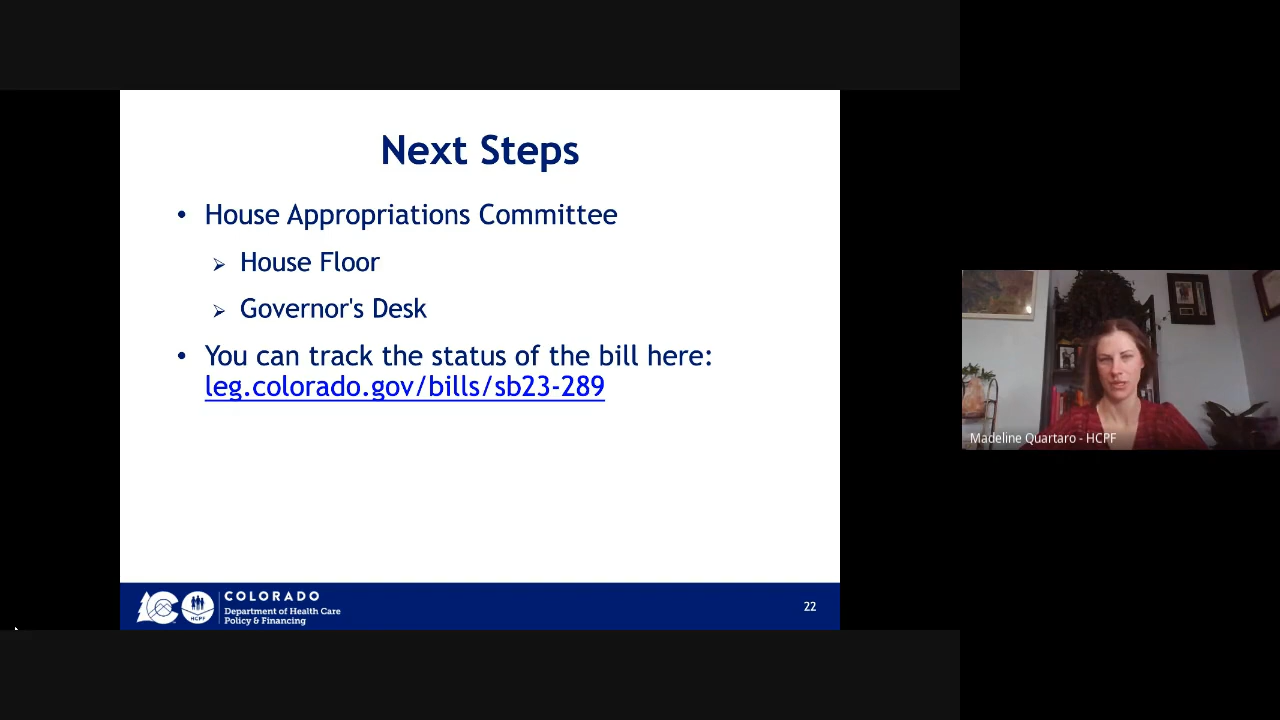 Next Steps
• House Appropriations Committee
➢ House Floor
➢ Governor's Desk
• You can track the status of the bill here:
leg.colorado.gov/bills/sb23-289
COLORADO
Department of Health Care
Policy & Financing
HCPF
22
Madeline Quartaro - HCPF